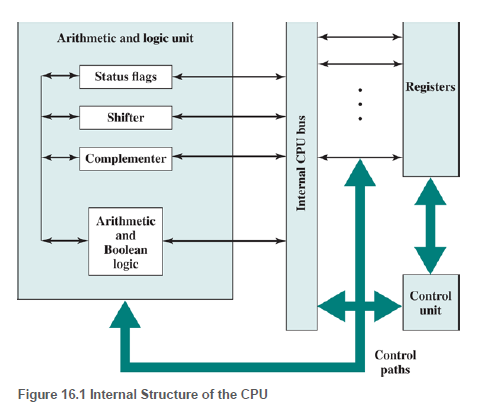 Arithmetic and logic unit
Status flags
Shifter
Complementer
Arithmetic
and
Boolean
logic
Internal CPU bus
Registers
Control
unit
Control
paths
Figure 16.1 Internal Structure of the CPU